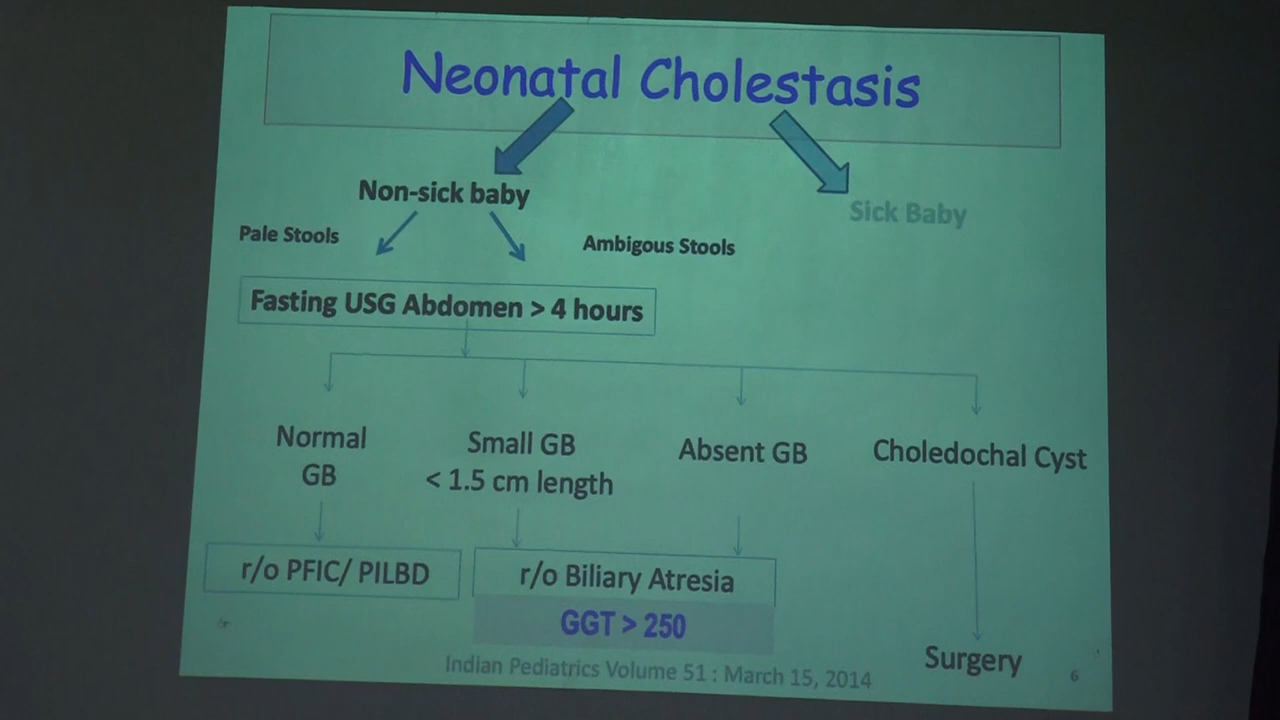 Neonatal Cholestasis
Non-sick baby
Sick Baby
Pale Stools
Ambigous Stools
Fasting USG Abdomen > 4 hours
Normal
GB
Small GB
< 1.5 cm length
Absent GB
Choledochal Cyst
r/o PFIC/ PILBD
r/o Biliary Atresia
GGT > 250
Surgery
Indian Pediatrics Volume 51 : March 15, 2014
6